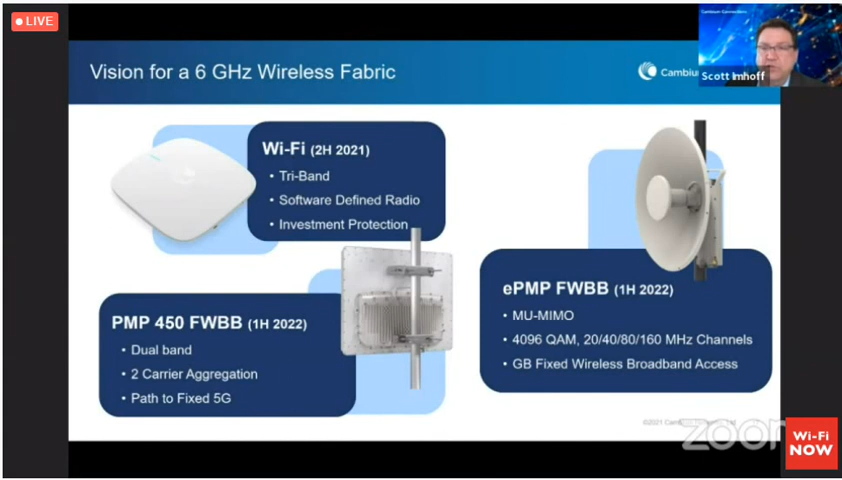 LIVE
Cambium Connections
Vision for a 6 GHz Wireless Fabric
Scott Imhoff
Wi-Fi (2H 2021)
• Tri-Band
• Software Defined Radio
• Investment Protection
ePMP FWBB (1H 2022)
• MU-MIMO
• 4096 QAM, 20/40/80/160 MHz Channels
• GB Fixed Wireless Broadband Access
PMP 450 FWBB (1H 2022)
• Dual band
• 2 Carrier Aggregation
• Path to Fixed 5G
©2021
zoom
Wi-Fi
NOW